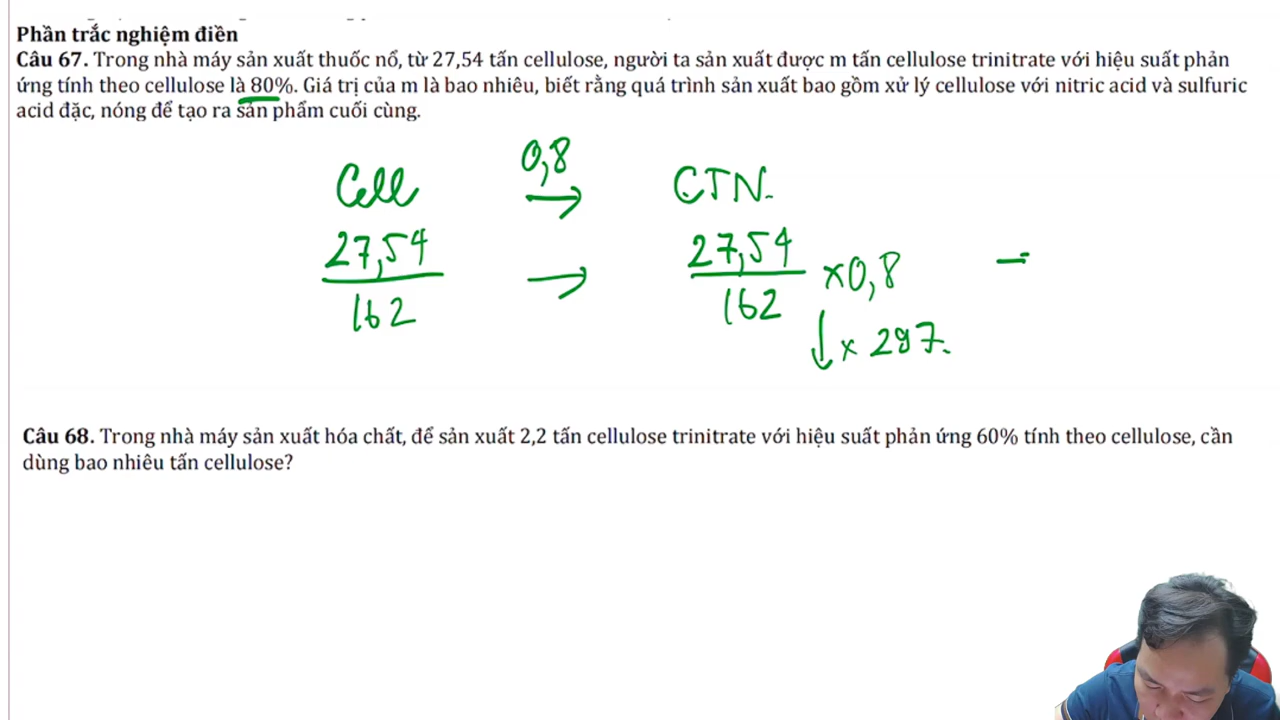 Phần trắc nghiệm điền
Câu 67. Trong nhà máy sản xuất thuốc nổ, từ 27,54 tấn cellulose, người ta sản xuất được m tấn cellulose trinitrate với hiệu suất phản
ứng tính theo cellulose là 80%. Giá trị của m là bao nhiêu, biết rằng quá trình sản xuất bao gồm xử lý cellulose với nitric acid và sulfuric
acid đặc, nóng để tạo ra sản phẩm cuối cùng.
Cell 0,8 → CTN.
27,54/162 → 27,54/162 ×0,8 =
↓ × 297.
Câu 68. Trong nhà máy sản xuất hóa chất, để sản xuất 2,2 tấn cellulose trinitrate với hiệu suất phản ứng 60% tính theo cellulose, cần
dùng bao nhiêu tấn cellulose?